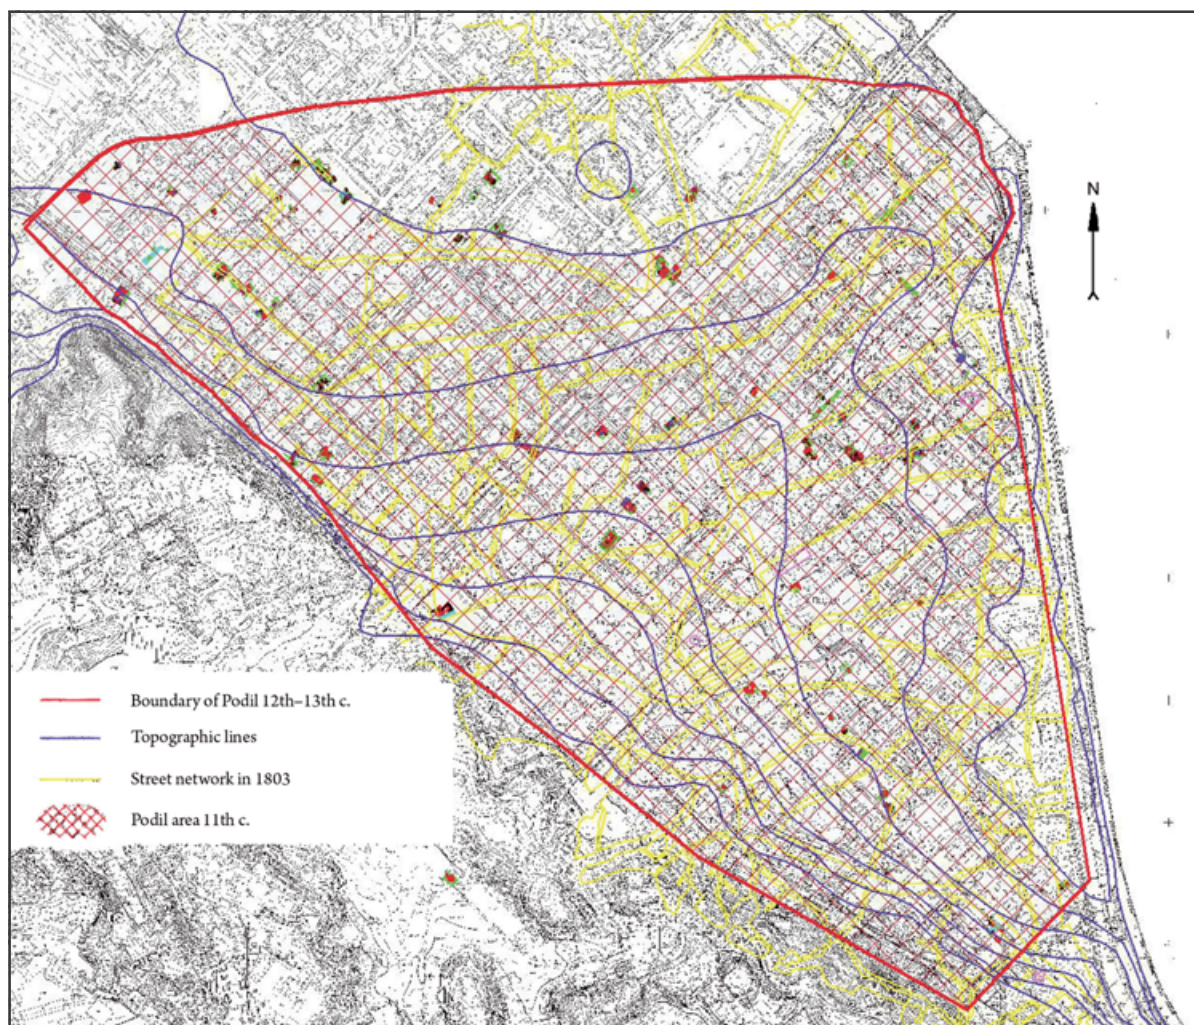 N
Boundary of Podil 12th–13th c.
Topographic lines
Street network in 1803
Podil area 11th c.